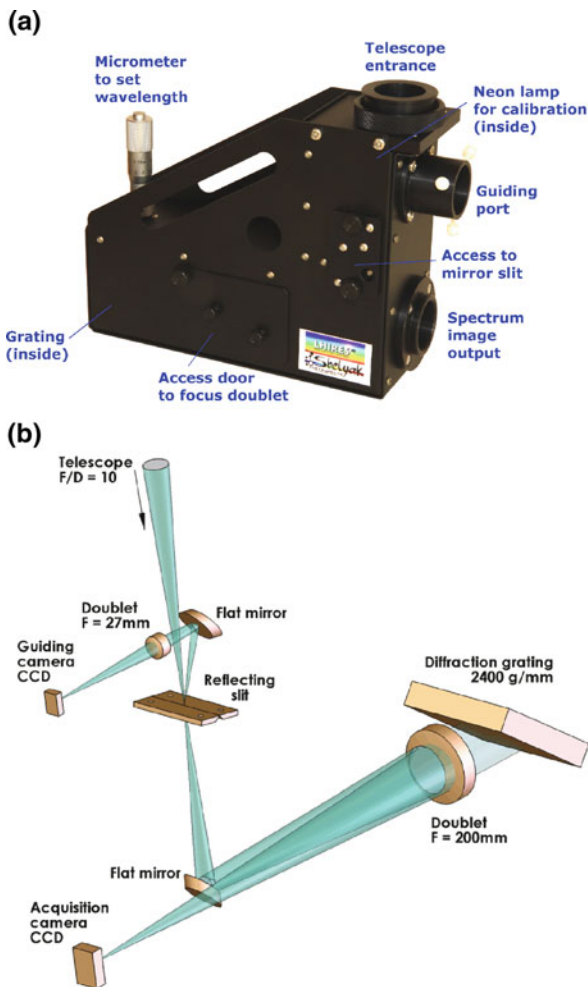 (a)
Micrometer
to set
wavelength
Telescope
entrance
Neon lamp
for calibration
(inside)
Guiding
port
Access to
mirror slit
Spectrum
image
output
Grating
(inside)
Access door
to focus doublet
LHIRES
Shelyak
(b)
Telescope
F/D = 10
Doublet
F = 27mm
Flat mirror
Guiding
camera
CCD
Reflecting
slit
Diffraction grating
2400 g/mm
Doublet
F = 200mm
Flat mirror
Acquisition
camera
CCD